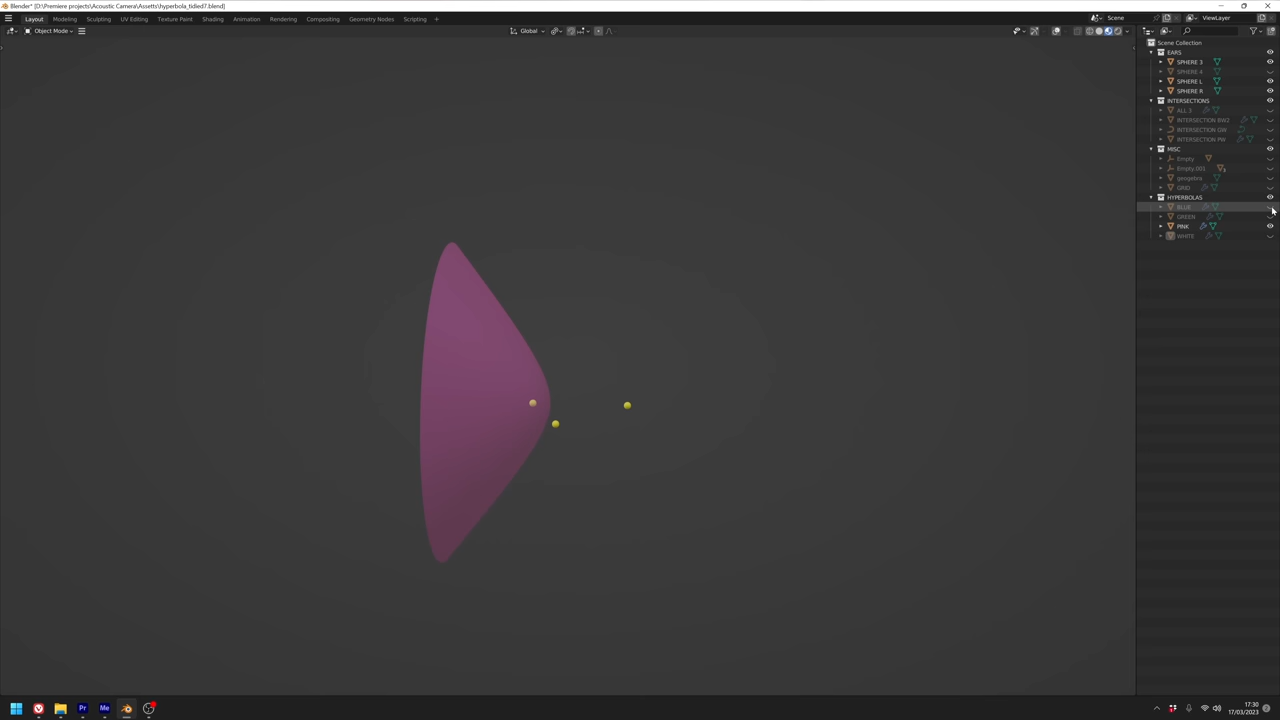 Blender* [D:\Premiere projects\Acoustic Camera\Assets\hyperbola_tidied7.blend]
Layout Modeling Sculpting UV Editing Texture Paint Shading Animation Rendering Compositing Geometry Nodes Scripting + Scene ViewLayer
Object Mode Global
Scene Collection
EARS
SPHERE 3
SPHERE 4
SPHERE L
SPHERE R
INTERSECTIONS
ALL 3
INTERSECTION BW2
INTERSECTION GW
INTERSECTION PW
MISC
Empty
Empty.001
geogebra
GRID
HYPERBOLAS
BLUE
GREEN
PINK
WHITE
Pr Me 17:30
17/03/2023